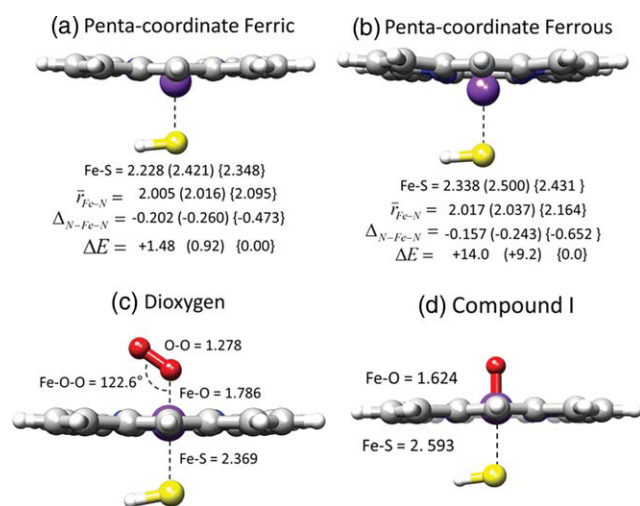 (a) Penta-coordinate Ferric
Fe-S = 2.228 (2.421) {2.348}
r̄Fe−N = 2.005 (2.016) {2.095}
ΔN−Fe−N = -0.202 (-0.260) {-0.473}
ΔE = +1.48 (0.92) {0.00}
(b) Penta-coordinate Ferrous
Fe-S = 2.338 (2.500) {2.431 }
r̄Fe−N = 2.017 (2.037) {2.164}
ΔN−Fe−N = -0.157 (-0.243) {-0.652 }
ΔE = +14.0 (+9.2) {0.0}
(c) Dioxygen
O-O = 1.278
Fe-O-O = 122.6°
Fe-O = 1.786
Fe-S = 2.369
(d) Compound I
Fe-O = 1.624
Fe-S = 2. 593